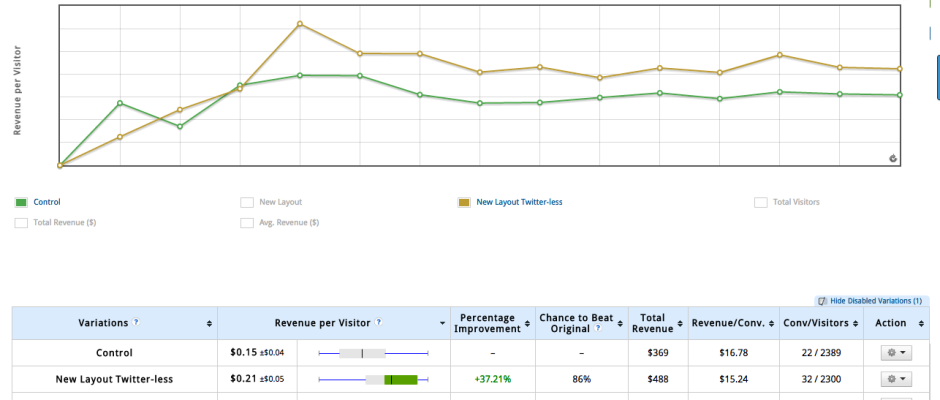 Revenue per Visitor
Control
New Layout
New Layout Twitter-less
Total Visitors
Total Revenue ($)
Avg. Revenue ($)
Hide Disabled Variations (1)
Variations ? Revenue per Visitor ? Percentage Improvement Chance to Beat Original ? Total Revenue Revenue/Conv. Conv/Visitors Action
Control $0.15 ±$0.04 – – $369 $16.78 22 / 2389
New Layout Twitter-less $0.21 ±$0.05 +37.21% 86% $488 $15.24 32 / 2300